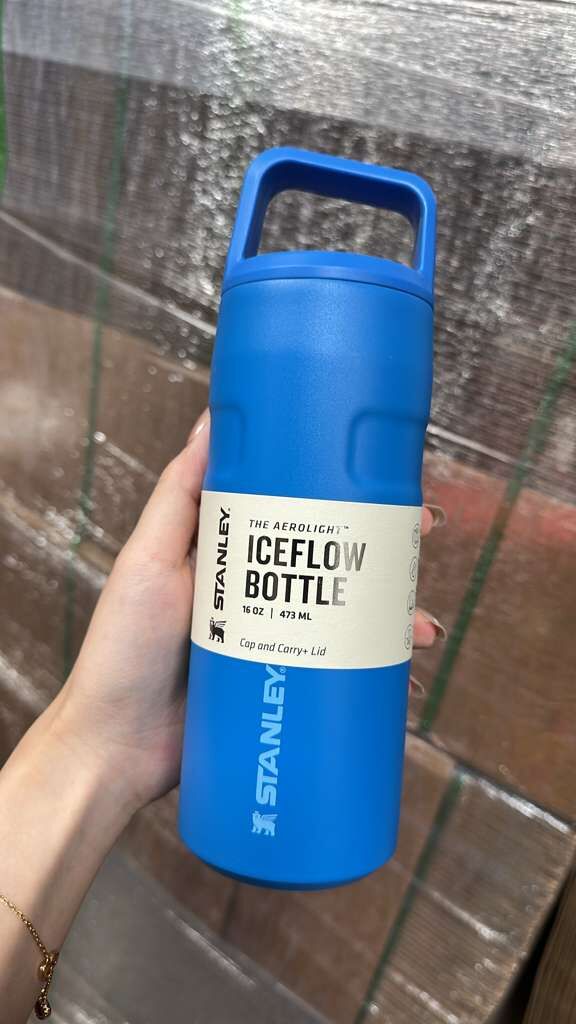 STANLEY.
THE AEROLIGHT™
ICEFLOW
BOTTLE
16 OZ | 473 ML
Cap and Carry+ Lid
STANLEY®